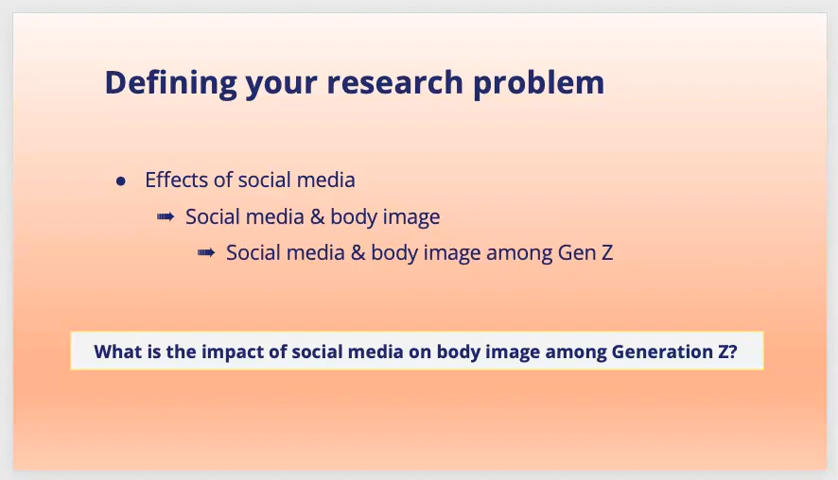 Defining your research problem
● Effects of social media
➠ Social media & body image
➠ Social media & body image among Gen Z
What is the impact of social media on body image among Generation Z?